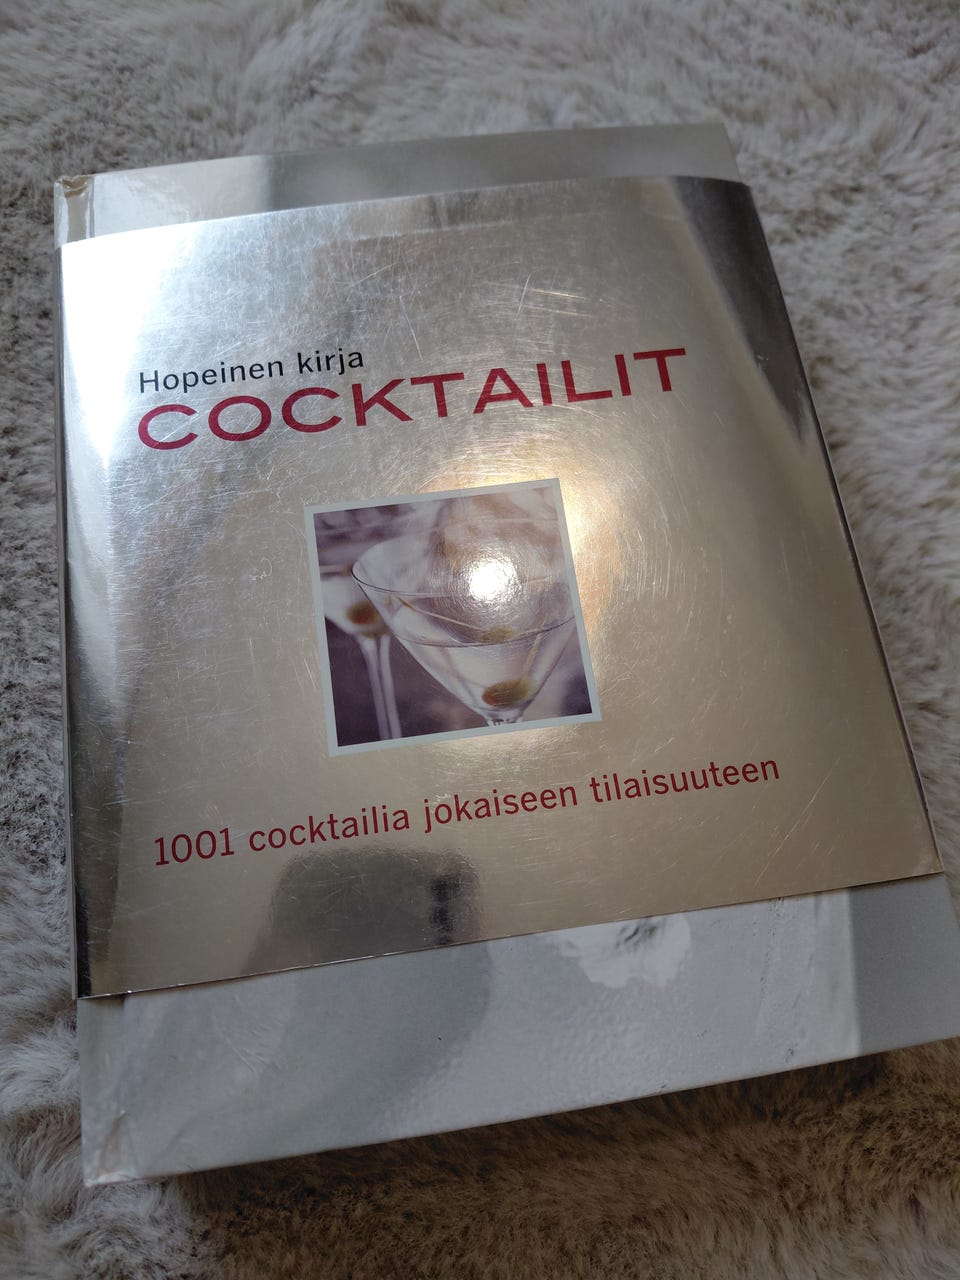 Hopeinen kirja
COCKTAILIT
1001 cocktailia jokaiseen tilaisuuteen